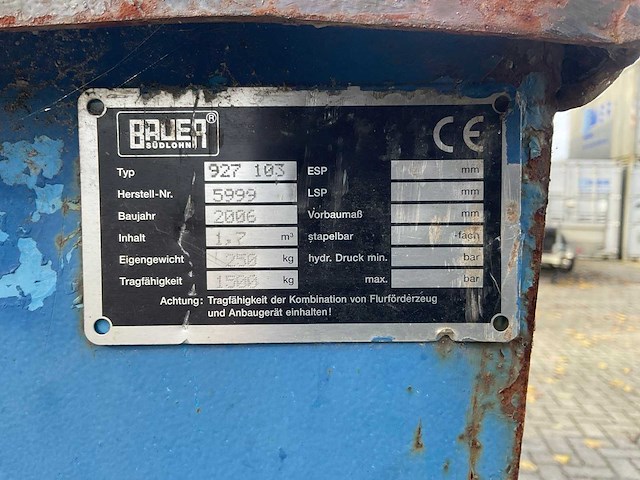 BAUER®
SÜDLOHN
CE
Typ 927 103 ESP mm
Herstell-Nr. 5999 LSP mm
Baujahr 2006 Vorbaumaß mm
Inhalt 1,7 m³ stapelbar -fach
Eigengewicht 250 kg hydr. Druck min. bar
Tragfähigkeit 1500 kg max. bar
Achtung: Tragfähigkeit der Kombination von Flurförderzeug
und Anbaugerät einhalten!